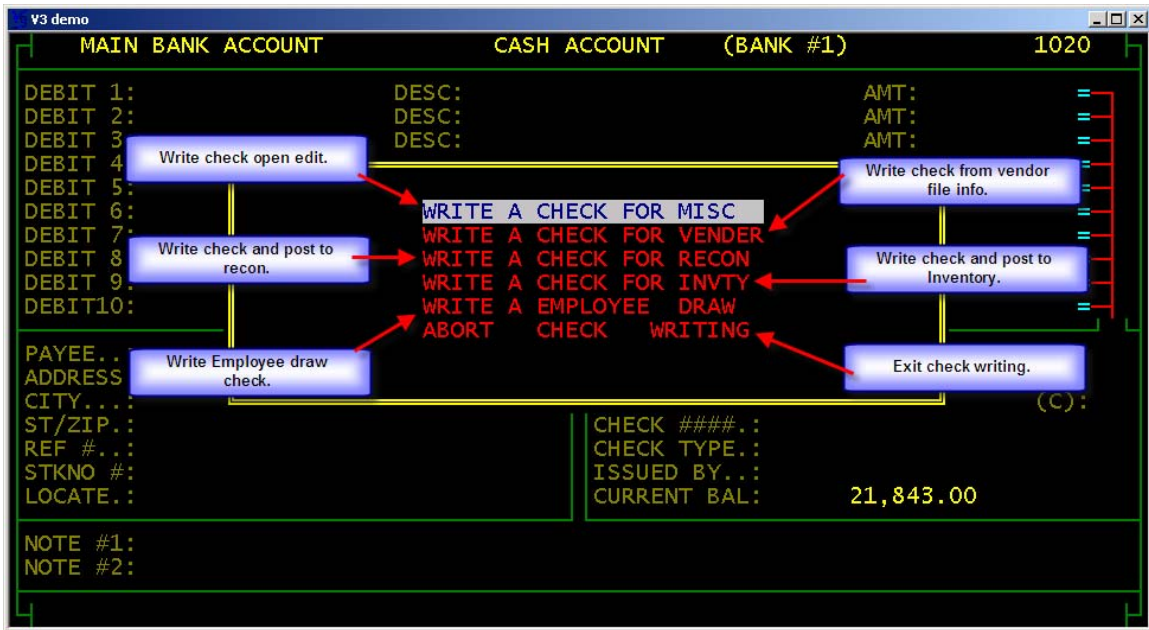 V3 demo
MAIN BANK ACCOUNT CASH ACCOUNT (BANK #1) 1020
DEBIT 1: DESC: AMT: =
DEBIT 2: DESC: AMT: =
DEBIT 3 DESC: AMT: =
DEBIT 4
DEBIT 5:
DEBIT 6:
DEBIT 7:
DEBIT 8
DEBIT 9:
DEBIT10:
Write check open edit.
Write check from vendor
file info.
WRITE A CHECK FOR MISC
WRITE A CHECK FOR VENDER
WRITE A CHECK FOR RECON
WRITE A CHECK FOR INVTY
WRITE A EMPLOYEE DRAW
ABORT CHECK WRITING
Write check and post to
recon.
Write check and post to
Inventory.
Write Employee draw
check.
Exit check writing.
PAYEE..:
ADDRESS
CITY...: (C):
ST/ZIP.: CHECK ####.:
REF #..: CHECK TYPE.:
STKNO #: ISSUED BY..:
LOCATE.: CURRENT BAL: 21,843.00
NOTE #1:
NOTE #2: